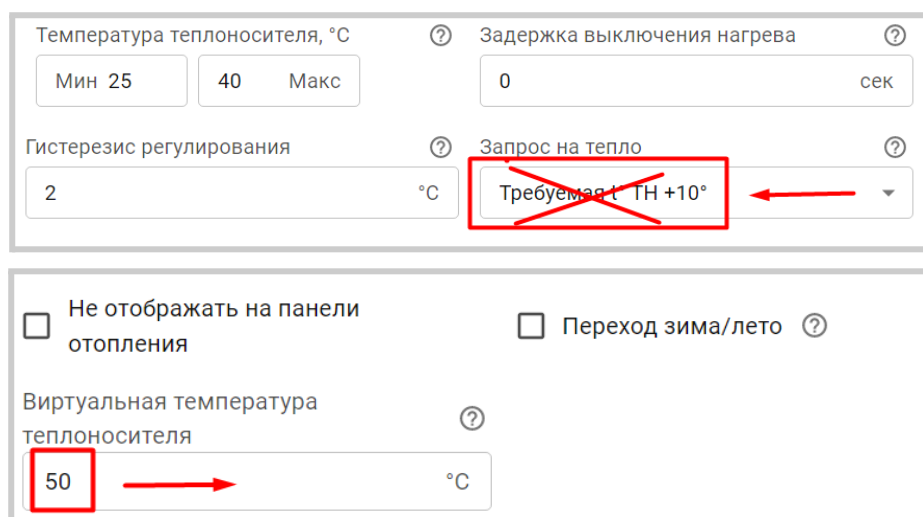 Температура теплоносителя, °C
Задержка выключения нагрева
Мин 25
40 Макс
0 сек
Гистерезис регулирования
Запрос на тепло
2 °C
Требуемая t° ТН +10°
Не отображать на панели
отопления
Переход зима/лето
Виртуальная температура
теплоносителя
50 °C